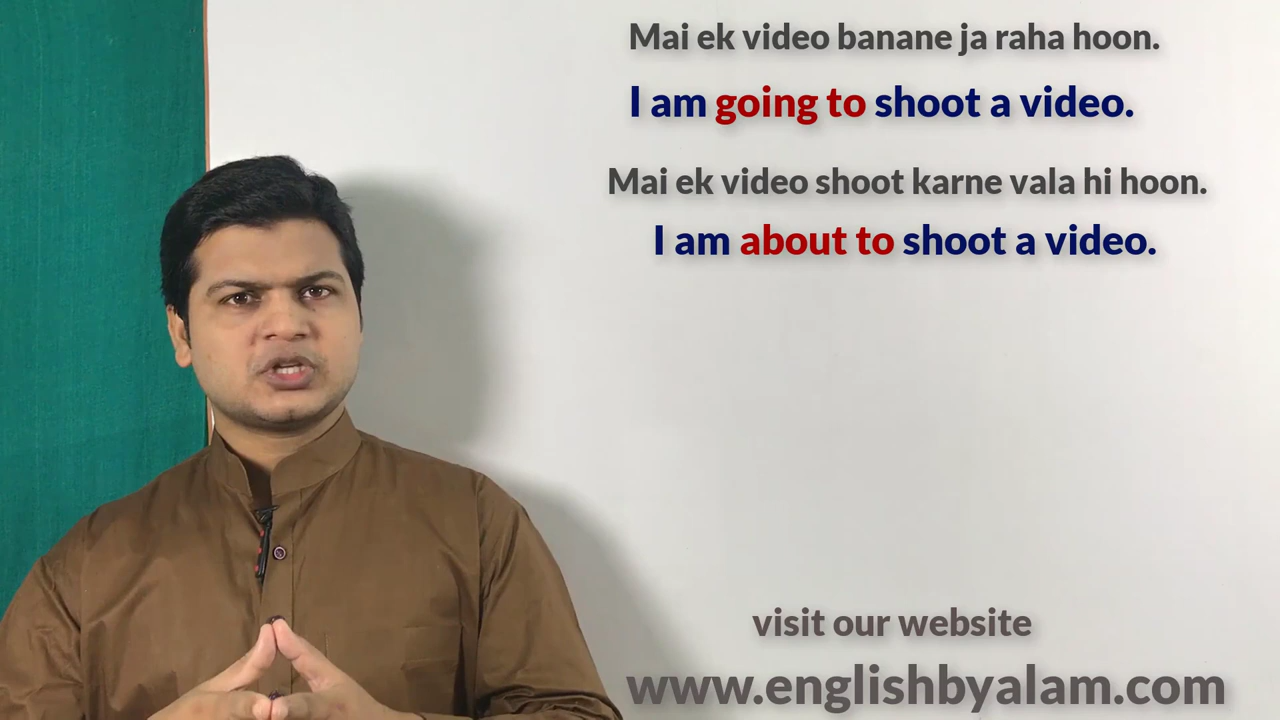 Mai ek video banane ja raha hoon.
I am going to shoot a video.
Mai ek video shoot karne vala hi hoon.
I am about to shoot a video.
visit our website
www.englishbyalam.com